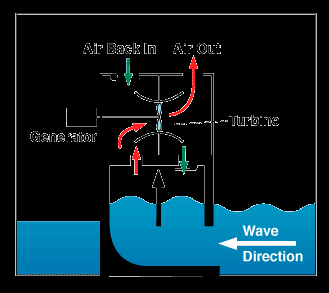 Air Back In Air Out
Turbine
Generator
Wave
Direction